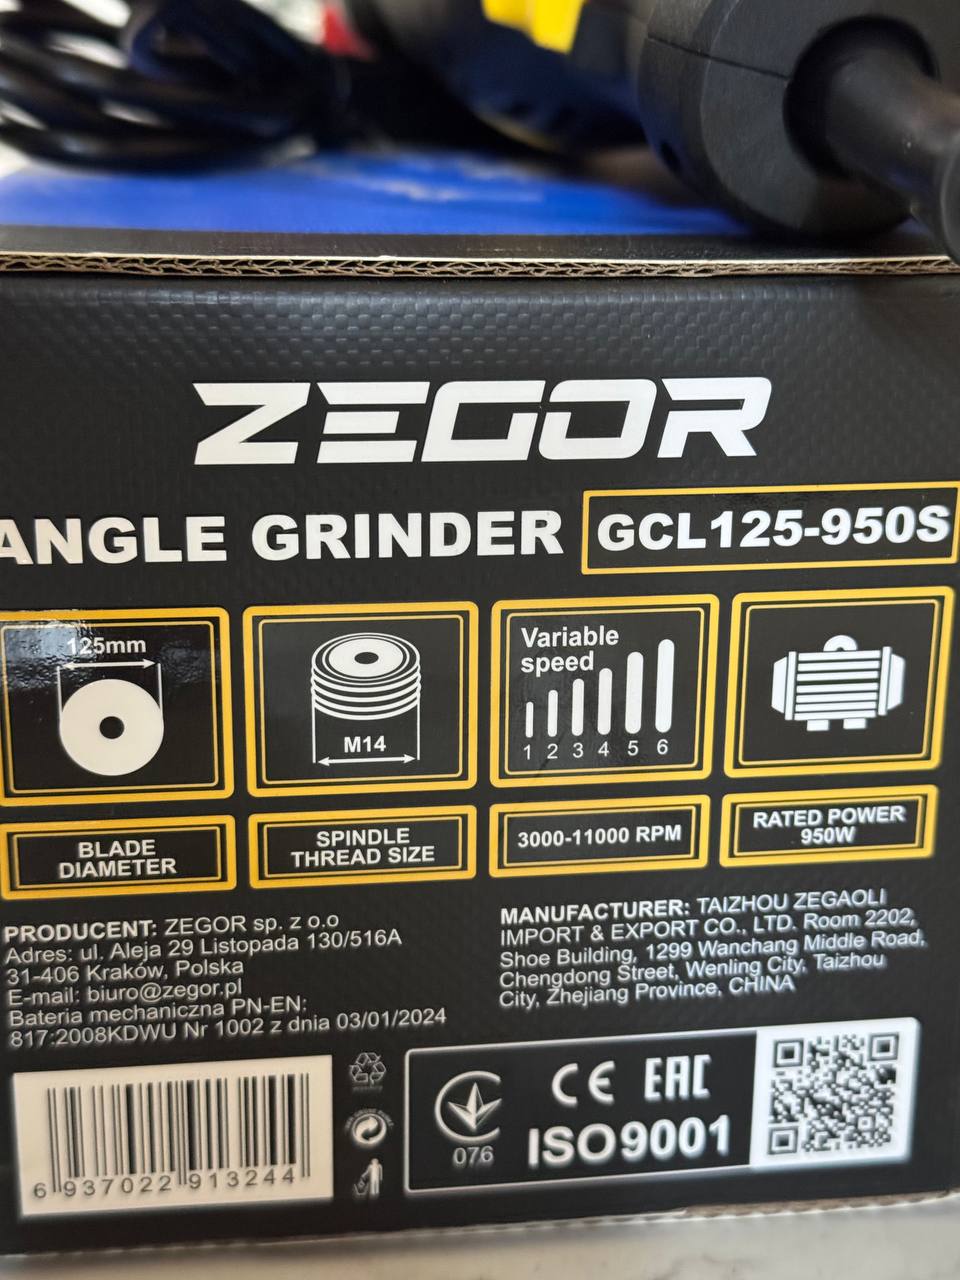 ZEGOR
ANGLE GRINDER GCL125-950S
125mm
M14
Variable
speed
1 2 3 4 5 6
BLADE
DIAMETER
SPINDLE
THREAD SIZE
3000-11000 RPM
RATED POWER
950W
PRODUCENT: ZEGOR sp. z o.o
Adres: ul. Aleja 29 Listopada 130/516A
31-406 Kraków, Polska
E-mail: biuro@zegor.pl
Bateria mechaniczna PN-EN:
817:2008KDWU Nr 1002 z dnia 03/01/2024
MANUFACTURER: TAIZHOU ZEGAOLI
IMPORT & EXPORT CO., LTD. Room 2202,
Shoe Building, 1299 Wanchang Middle Road,
Chengdong Street, Wenling City, Taizhou
City, Zhejiang Province, CHINA
6 937022 913244
076
CE EAC
ISO9001